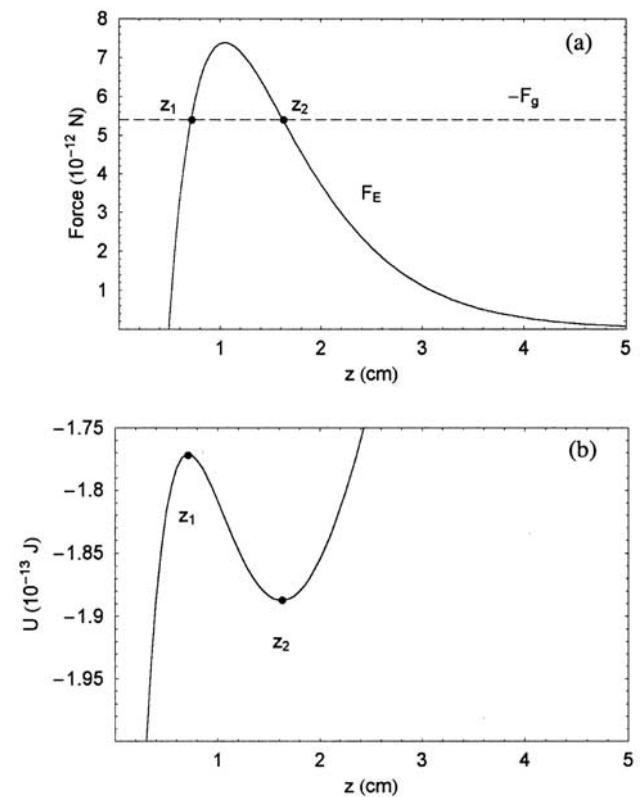 (a)
8
7
6
5
4
3
2
1
Force (10⁻¹² N)
z₁
z₂
−F_g
F_E
1 2 3 4 5
z (cm)
(b)
−1.75
−1.8
−1.85
−1.9
−1.95
U (10⁻¹³ J)
z₁
z₂
1 2 3 4 5
z (cm)